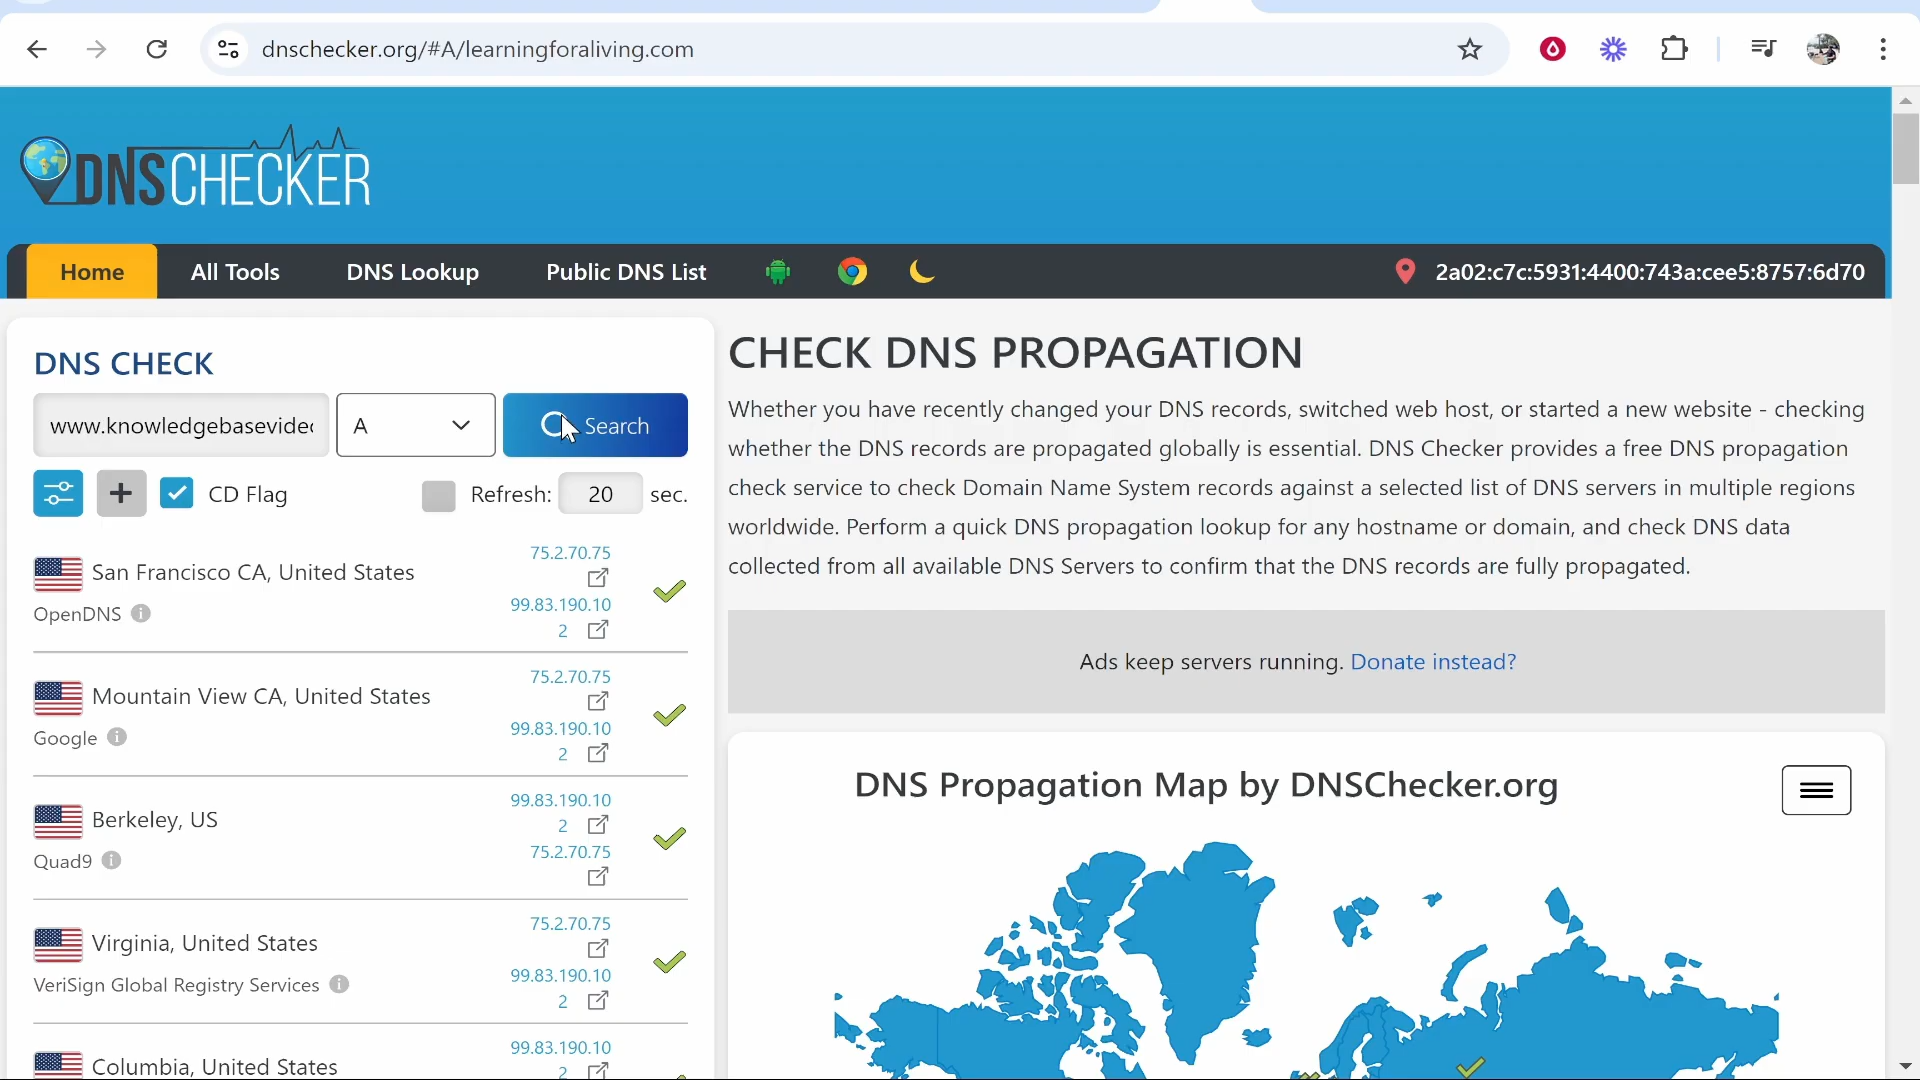 dnschecker.org/#A/learningforaliving.com
DNSCHECKER
Home All Tools DNS Lookup Public DNS List 2a02:c7c:5931:4400:743a:cee5:8757:6d70
DNS CHECK
www.knowledgebasevideo
A
Search
CD Flag
Refresh: 20 sec.
San Francisco CA, United States
OpenDNS
75.2.70.75
99.83.190.10
2
Mountain View CA, United States
Google
75.2.70.75
99.83.190.10
2
Berkeley, US
Quad9
99.83.190.10
2
75.2.70.75
Virginia, United States
VeriSign Global Registry Services
75.2.70.75
99.83.190.10
2
Columbia, United States
99.83.190.10
2
CHECK DNS PROPAGATION
Whether you have recently changed your DNS records, switched web host, or started a new website - checking
whether the DNS records are propagated globally is essential. DNS Checker provides a free DNS propagation
check service to check Domain Name System records against a selected list of DNS servers in multiple regions
worldwide. Perform a quick DNS propagation lookup for any hostname or domain, and check DNS data
collected from all available DNS Servers to confirm that the DNS records are fully propagated.
Ads keep servers running. Donate instead?
DNS Propagation Map by DNSChecker.org